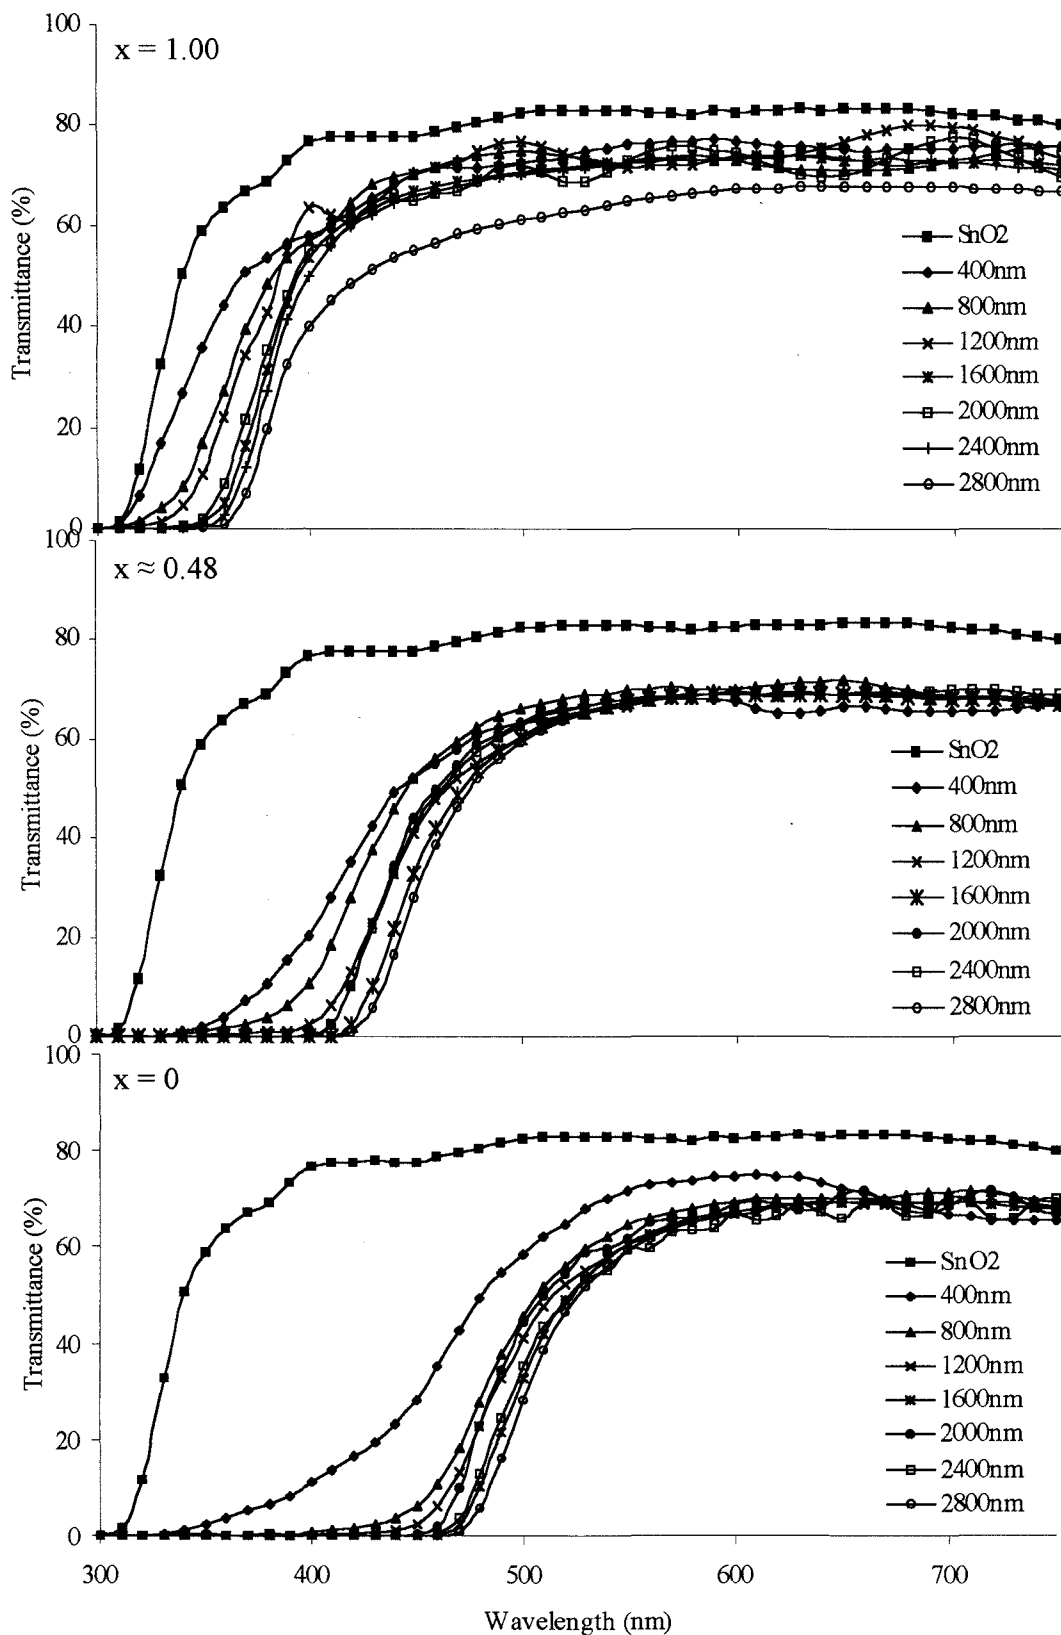 100
x = 1.00
80
60
40
20
0
Transmittance (%)
SnO2
400nm
800nm
1200nm
1600nm
2000nm
2400nm
2800nm
100
x ≈ 0.48
80
60
40
20
0
Transmittance (%)
SnO2
400nm
800nm
1200nm
1600nm
2000nm
2400nm
2800nm
100
x = 0
80
60
40
20
0
Transmittance (%)
SnO2
400nm
800nm
1200nm
1600nm
2000nm
2400nm
2800nm
300 400 500 600 700
Wavelength (nm)